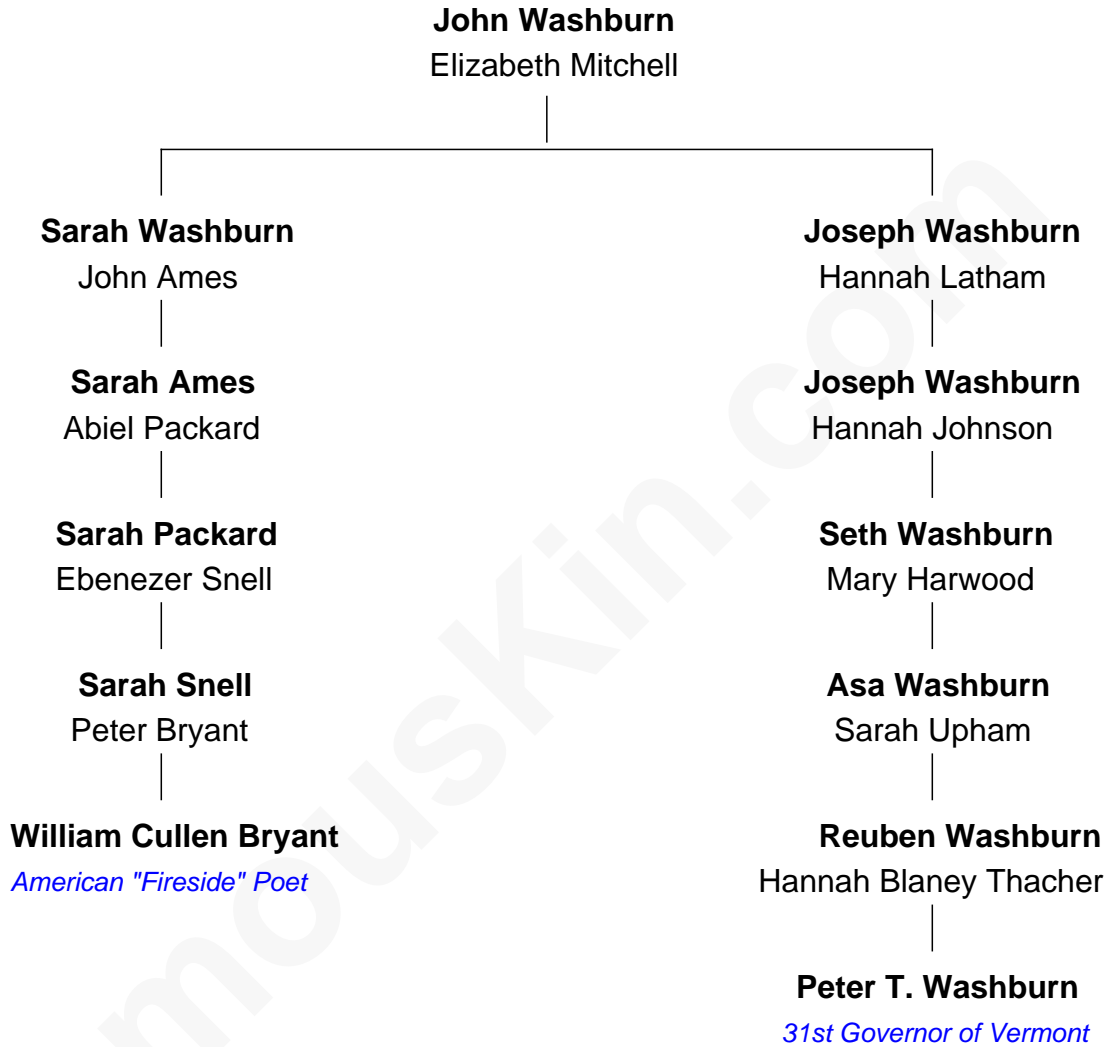 John Washburn
Elizabeth Mitchell
Sarah Washburn
John Ames
Joseph Washburn
Hannah Latham
Sarah Ames
Abiel Packard
Joseph Washburn
Hannah Johnson
Sarah Packard
Ebenezer Snell
Seth Washburn
Mary Harwood
Sarah Snell
Peter Bryant
Asa Washburn
Sarah Upham
William Cullen Bryant
American "Fireside" Poet
Reuben Washburn
Hannah Blaney Thacher
Peter T. Washburn
31st Governor of Vermont
mousKin.com